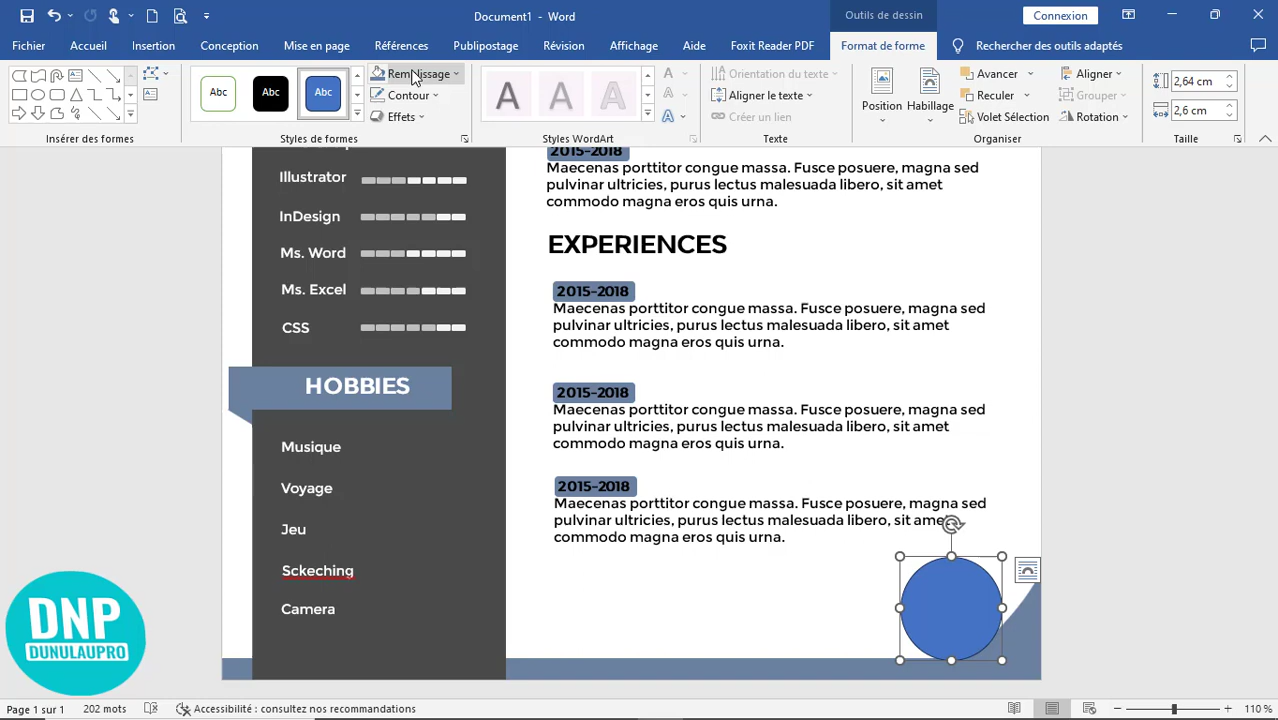 Document1 - Word
Outils de dessin
Connexion
Fichier
Accueil
Insertion
Conception
Mise en page
Références
Publipostage
Révision
Affichage
Aide
Foxit Reader PDF
Format de forme
Rechercher des outils adaptés
Abc
Abc
Abc
Remplissage
Contour
Effets
A
A
A
A
A
A
Orientation du texte
Aligner le texte
Créer un lien
Position
Habillage
Avancer
Reculer
Volet Sélection
Aligner
Grouper
Rotation
2,64 cm
2,6 cm
Insérer des formes
Styles de formes
Styles WordArt
Texte
Organiser
Taille
Illustrator
InDesign
Ms. Word
Ms. Excel
CSS
HOBBIES
Musique
Voyage
Jeu
Sckeching
Camera
2015-2018
Maecenas porttitor congue massa. Fusce posuere, magna sed
pulvinar ultricies, purus lectus malesuada libero, sit amet
commodo magna eros quis urna.
EXPERIENCES
2015-2018
Maecenas porttitor congue massa. Fusce posuere, magna sed
pulvinar ultricies, purus lectus malesuada libero, sit amet
commodo magna eros quis urna.
2015-2018
Maecenas porttitor congue massa. Fusce posuere, magna sed
pulvinar ultricies, purus lectus malesuada libero, sit amet
commodo magna eros quis urna.
2015-2018
Maecenas porttitor congue massa. Fusce posuere, magna sed
pulvinar ultricies, purus lectus malesuada libero, sit ame
commodo magna eros quis urna.
DNP
DUNULAUPRO
Page 1 sur 1
202 mots
Accessibilité : consultez nos recommandations
110 %